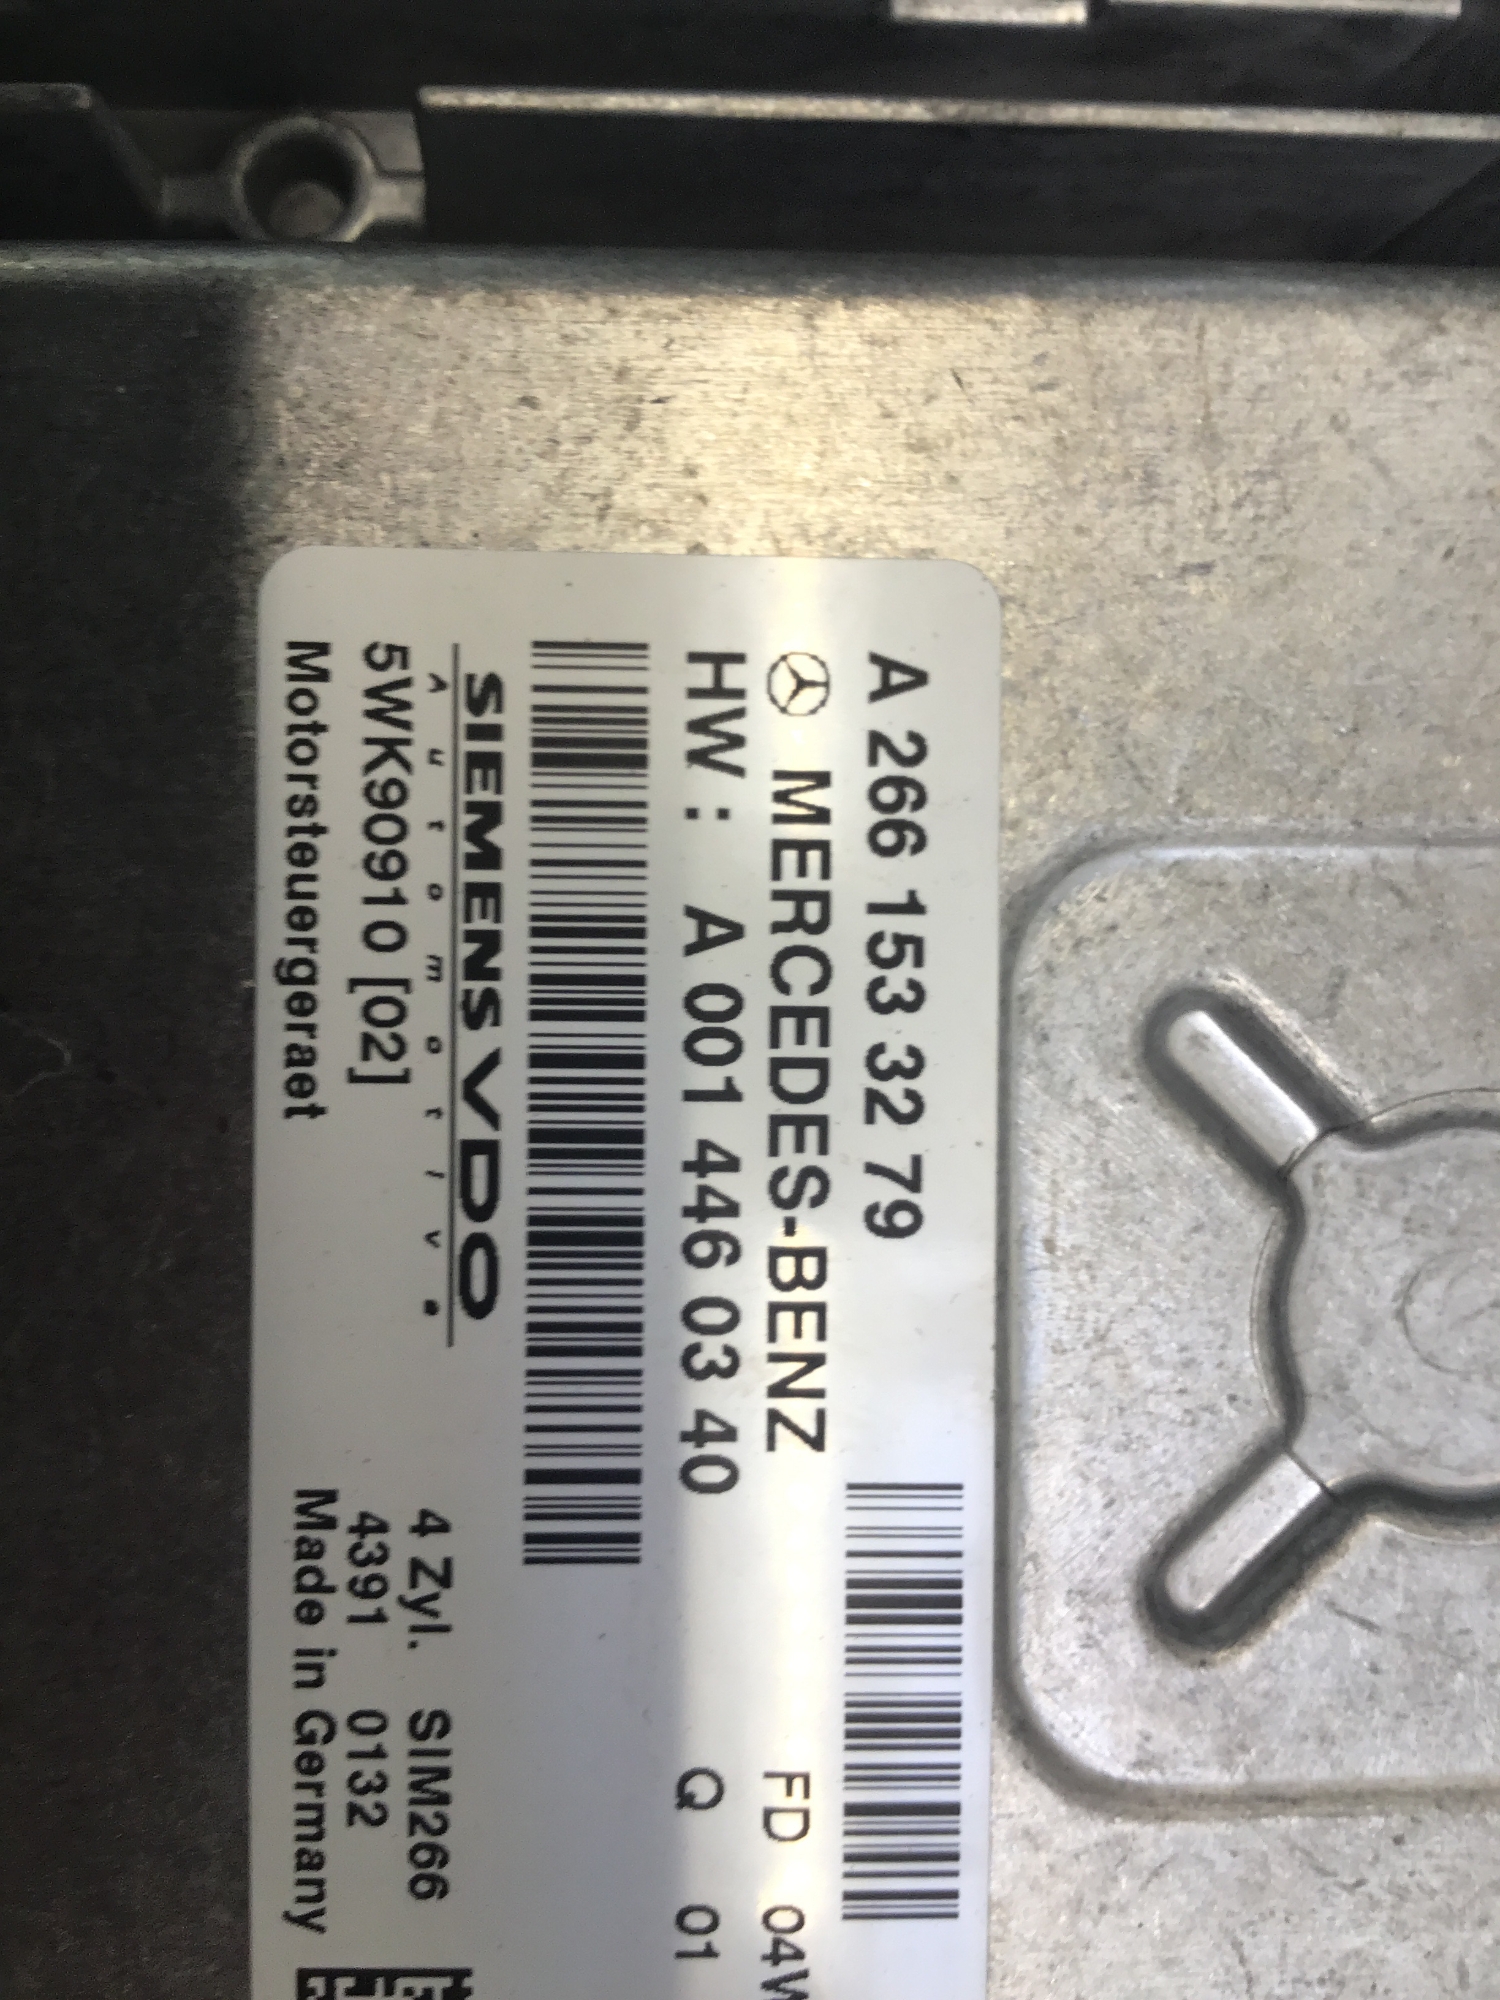 A 266 153 32 79
MERCEDES-BENZ FD 04W
HW : A 001 446 03 40 Q 01
SIEMENS VDO
Automotive 4 Zyl. SIM266
5WK90910 [02] 4391 0132
Motorsteuergeraet Made in Germany